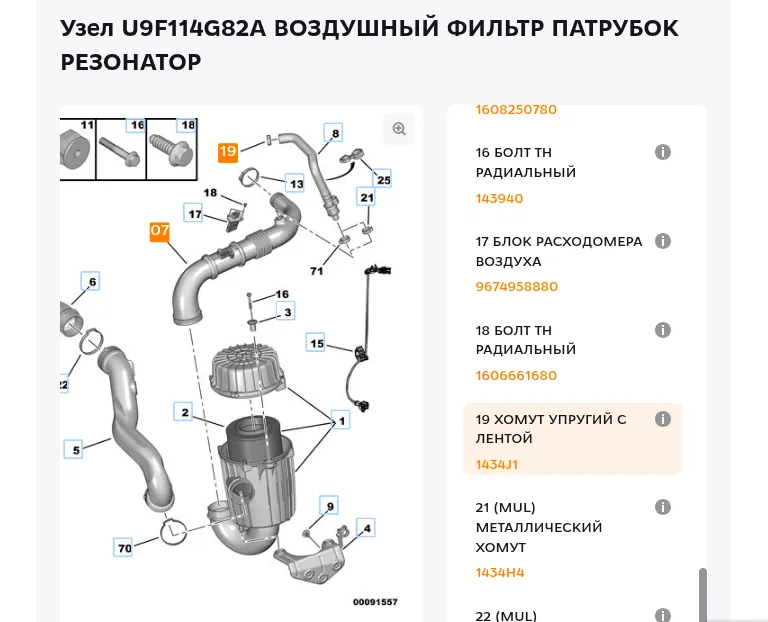 Узел U9F114G82A ВОЗДУШНЫЙ ФИЛЬТР ПАТРУБОК
РЕЗОНАТОР
11
16
18
19
8
13
25
21
18
17
07
71
6
16
3
15
22
2
1
5
9
4
70
00091557
1608250780
16 БОЛТ ТН
РАДИАЛЬНЫЙ
143940
17 БЛОК РАСХОДОМЕРА
ВОЗДУХА
9674958880
18 БОЛТ ТН
РАДИАЛЬНЫЙ
1606661680
19 ХОМУТ УПРУГИЙ С
ЛЕНТОЙ
1434J1
21 (MUL)
МЕТАЛЛИЧЕСКИЙ
ХОМУТ
1434H4
22 (MUL)